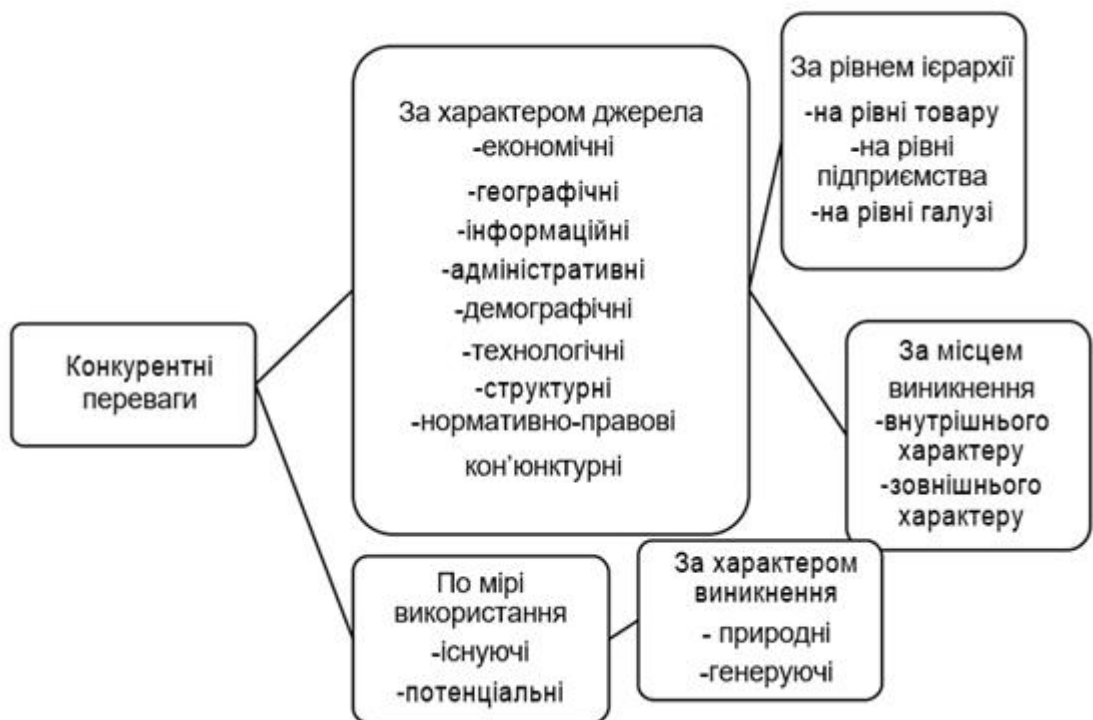 Конкурентні
переваги
За характером джерела
-економічні
-географічні
-інформаційні
-адміністративні
-демографічні
-технологічні
-структурні
-нормативно-правові
кон’юнктурні
За рівнем ієрархії
-на рівні товару
-на рівні
підприємства
-на рівні галузі
За місцем
виникнення
-внутрішнього
характеру
-зовнішнього
характеру
По мірі
використання
-існуючі
-потенціальні
За характером
виникнення
- природні
-генеруючі